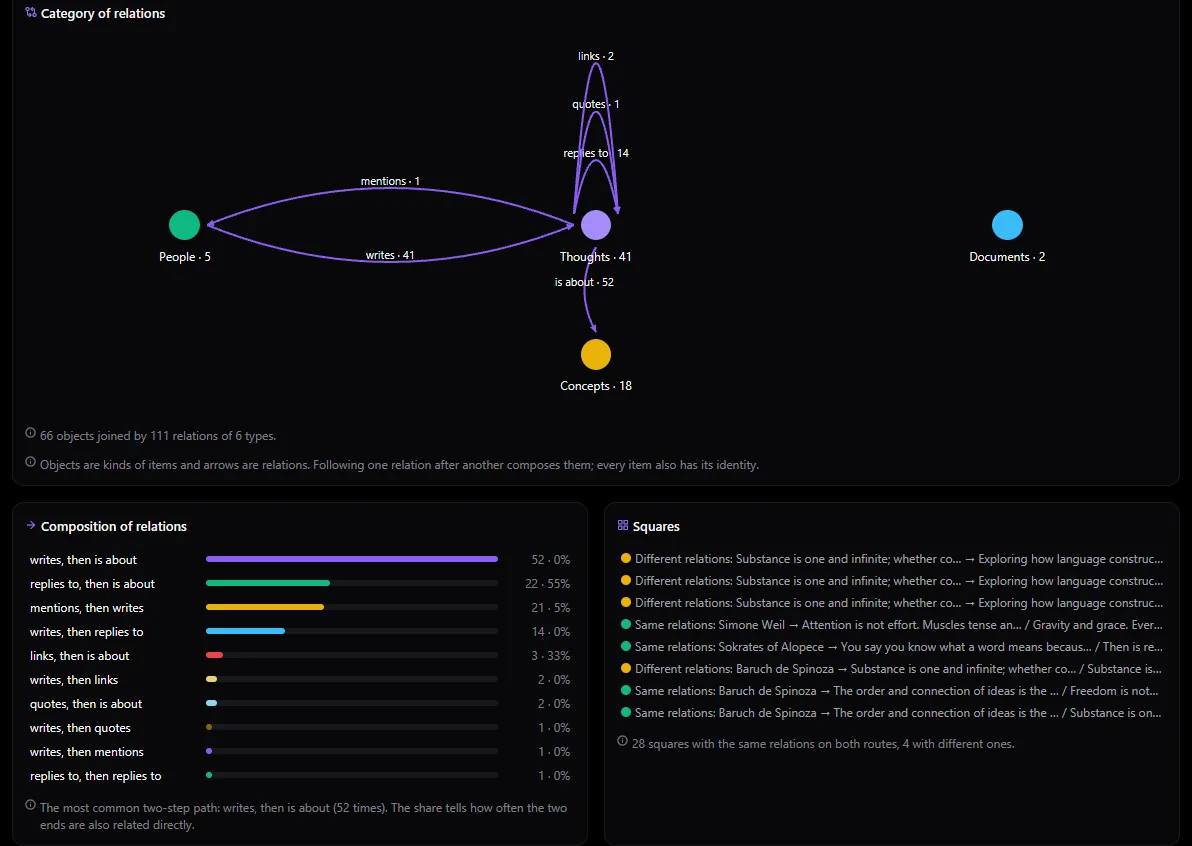 Category of relations
links · 2
quotes · 1
replies to · 14
mentions · 1
writes · 41
People · 5
Thoughts · 41
Documents · 2
is about · 52
Concepts · 18
66 objects joined by 111 relations of 6 types.
Objects are kinds of items and arrows are relations. Following one relation after another composes them; every item also has its identity.
Composition of relations
writes, then is about 52 · 0%
replies to, then is about 22 · 55%
mentions, then writes 21 · 5%
writes, then replies to 14 · 0%
links, then is about 3 · 33%
writes, then links 2 · 0%
quotes, then is about 2 · 0%
writes, then quotes 1 · 0%
writes, then mentions 1 · 0%
replies to, then replies to 1 · 0%
The most common two-step path: writes, then is about (52 times). The share tells how often the two
ends are also related directly.
Squares
Different relations: Substance is one and infinite; whether co... → Exploring how language construc...
Different relations: Substance is one and infinite; whether co... → Exploring how language construc...
Different relations: Substance is one and infinite; whether co... → Exploring how language construc...
Same relations: Simone Weil → Attention is not effort. Muscles tense an... / Gravity and grace. Ever...
Same relations: Sokrates of Alopece → You say you know what a word means becaus... / Then is re...
Different relations: Baruch de Spinoza → Substance is one and infinite; whether co... / Substance is...
Same relations: Baruch de Spinoza → The order and connection of ideas is the ... / Freedom is not...
Same relations: Baruch de Spinoza → The order and connection of ideas is the ... / Substance is on...
28 squares with the same relations on both routes, 4 with different ones.